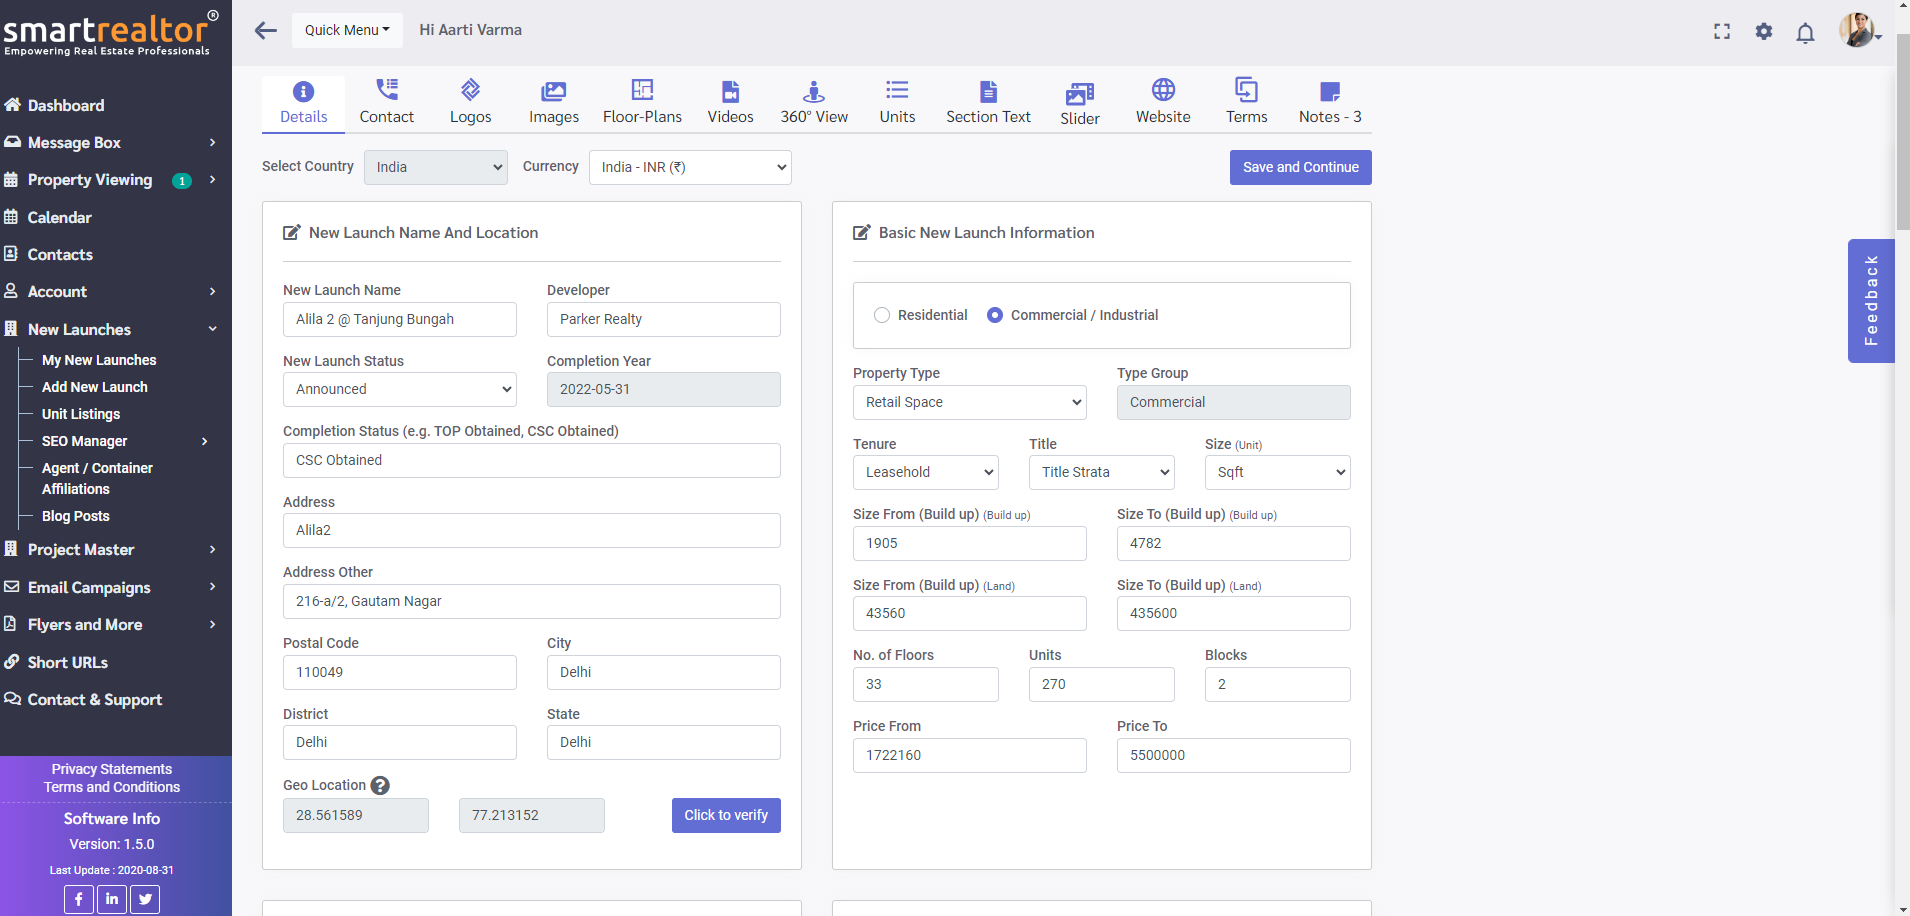 smartrealtor®
Empowering Real Estate Professionals
Dashboard
Message Box
Property Viewing 1
Calendar
Contacts
Account
New Launches
My New Launches
Add New Launch
Unit Listings
SEO Manager
Agent / Container
Affiliations
Blog Posts
Project Master
Email Campaigns
Flyers and More
Short URLs
Contact & Support
Privacy Statements
Terms and Conditions
Software Info
Version: 1.5.0
Last Update : 2020-08-31
Quick Menu
Hi Aarti Varma
Details
Contact
Logos
Images
Floor-Plans
Videos
360° View
Units
Section Text
Slider
Website
Terms
Notes - 3
Select Country India Currency India - INR (₹) Save and Continue
New Launch Name And Location
New Launch Name Developer
Alila 2 @ Tanjung Bungah Parker Realty
New Launch Status Completion Year
Announced 2022-05-31
Completion Status (e.g. TOP Obtained, CSC Obtained)
CSC Obtained
Address
Alila2
Address Other
216-a/2, Gautam Nagar
Postal Code City
110049 Delhi
District State
Delhi Delhi
Geo Location ?
28.561589 77.213152 Click to verify
Basic New Launch Information
Residential Commercial / Industrial
Property Type Type Group
Retail Space Commercial
Tenure Title Size (Unit)
Leasehold Title Strata Sqft
Size From (Build up) (Build up) Size To (Build up) (Build up)
1905 4782
Size From (Build up) (Land) Size To (Build up) (Land)
43560 435600
No. of Floors Units Blocks
33 270 2
Price From Price To
1722160 5500000
Feedback